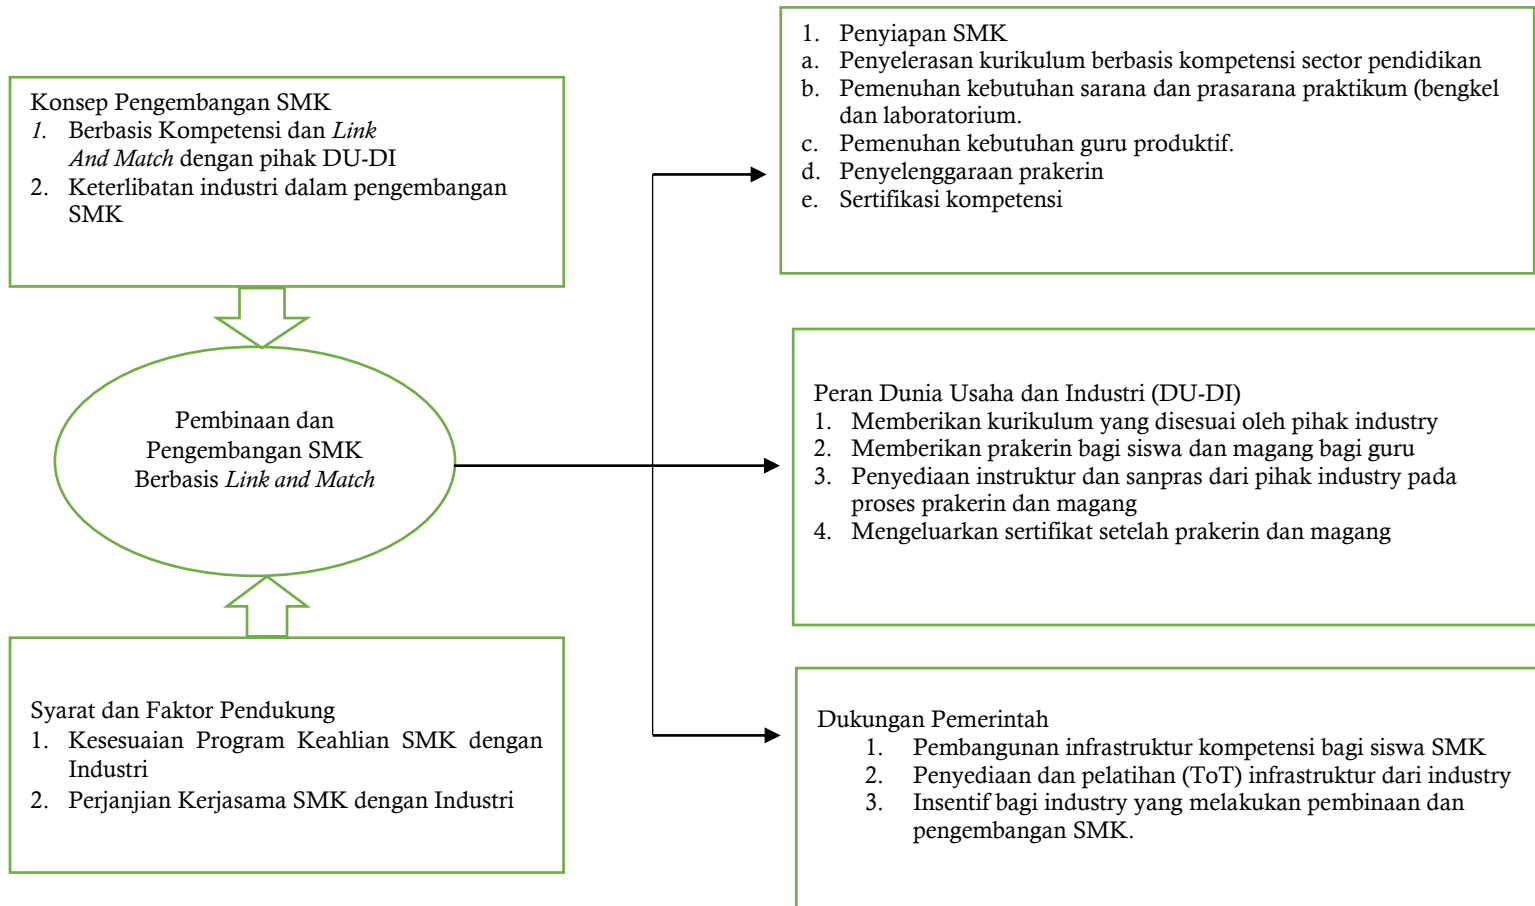 Konsep Pengembangan SMK
1. Berbasis Kompetensi dan Link
And Match dengan pihak DU-DI
2. Keterlibatan industri dalam pengembangan
SMK
Pembinaan dan
Pengembangan SMK
Berbasis Link and Match
Syarat dan Faktor Pendukung
1. Kesesuaian Program Keahlian SMK dengan
Industri
2. Perjanjian Kerjasama SMK dengan Industri
1. Penyiapan SMK
a. Penyelerasan kurikulum berbasis kompetensi sector pendidikan
b. Pemenuhan kebutuhan sarana dan prasarana praktikum (bengkel
dan laboratorium.
c. Pemenuhan kebutuhan guru produktif.
d. Penyelenggaraan prakerin
e. Sertifikasi kompetensi
Peran Dunia Usaha dan Industri (DU-DI)
1. Memberikan kurikulum yang disesuai oleh pihak industry
2. Memberikan prakerin bagi siswa dan magang bagi guru
3. Penyediaan instruktur dan sanpras dari pihak industry pada
proses prakerin dan magang
4. Mengeluarkan sertifikat setelah prakerin dan magang
Dukungan Pemerintah
1. Pembangunan infrastruktur kompetensi bagi siswa SMK
2. Penyediaan dan pelatihan (ToT) infrastruktur dari industry
3. Insentif bagi industry yang melakukan pembinaan dan
pengembangan SMK.